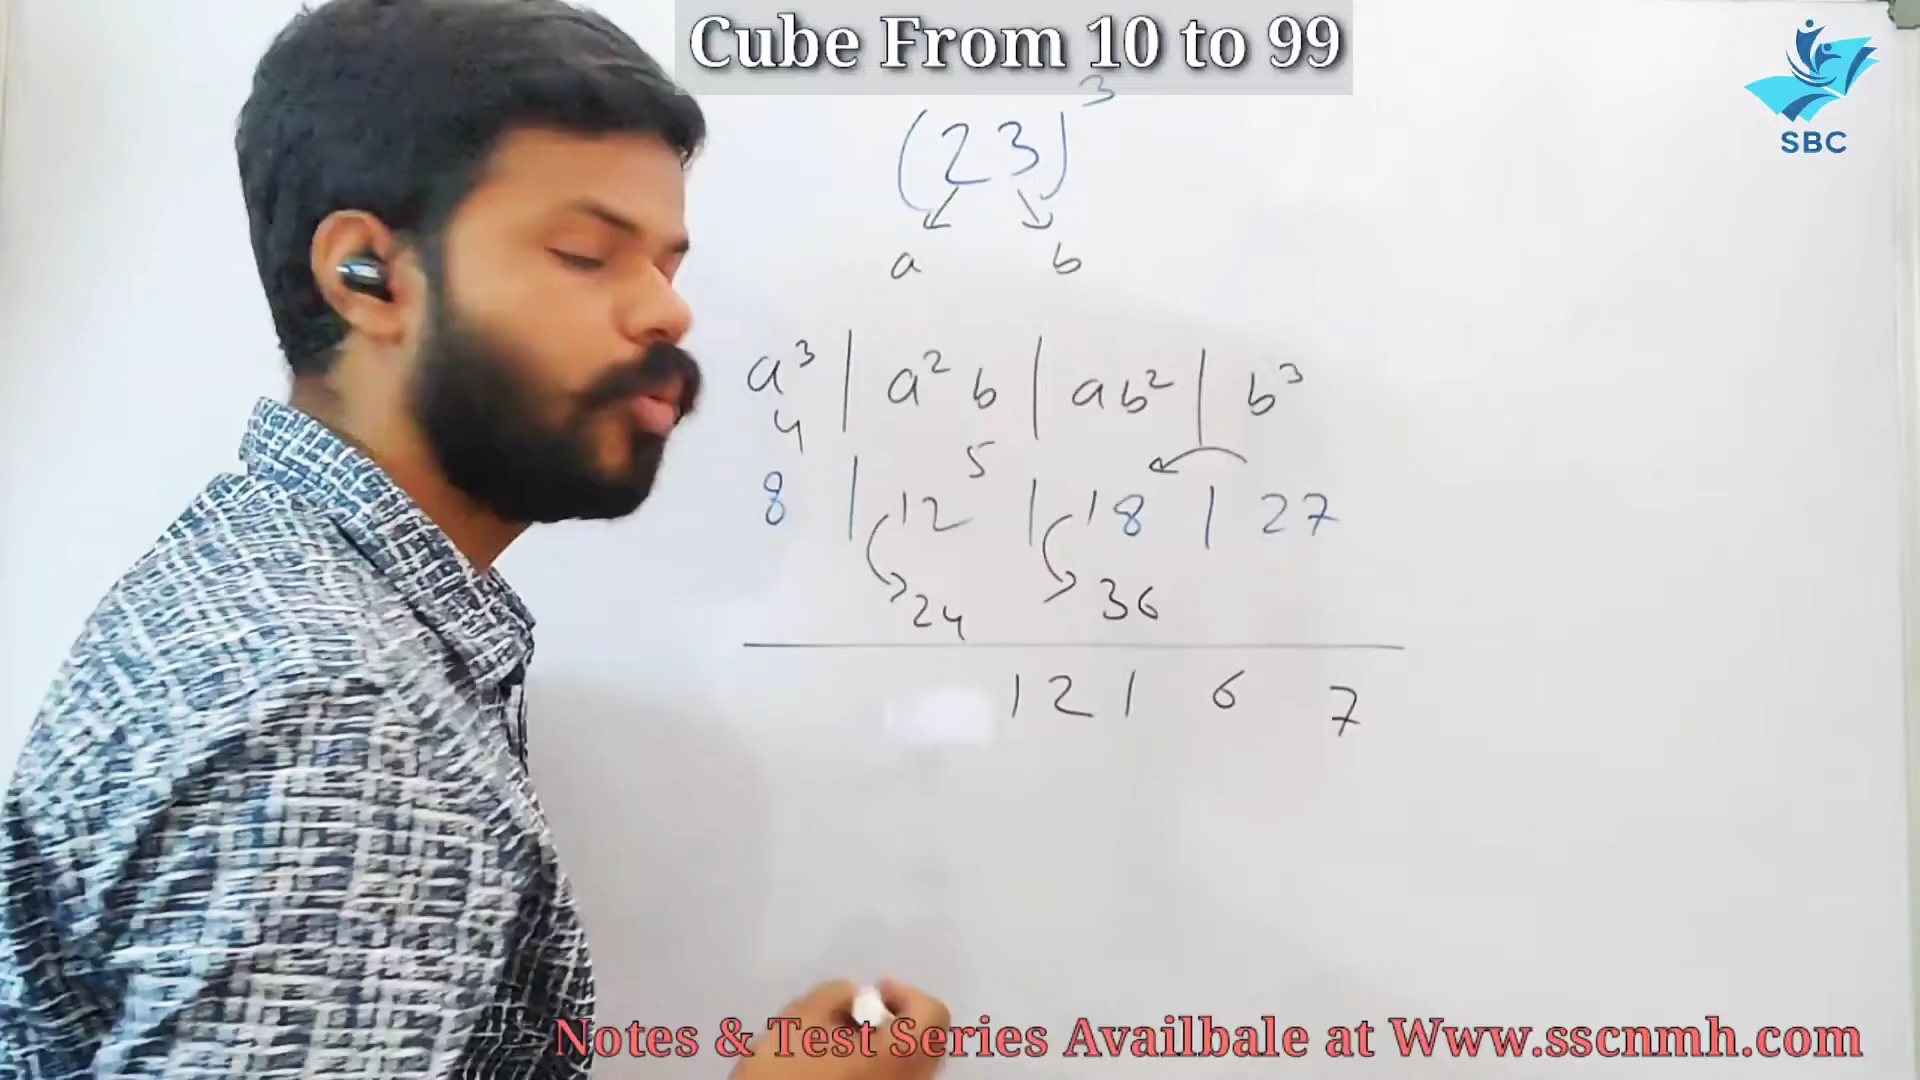 Cube From 10 to 99
SBC
(23)³
a b
a³ | a²b | ab² | b³
4 5
8 | 12 | 18 | 27
24 36
121 6 7
Notes & Test Series Availbale at Www.sscnmh.com